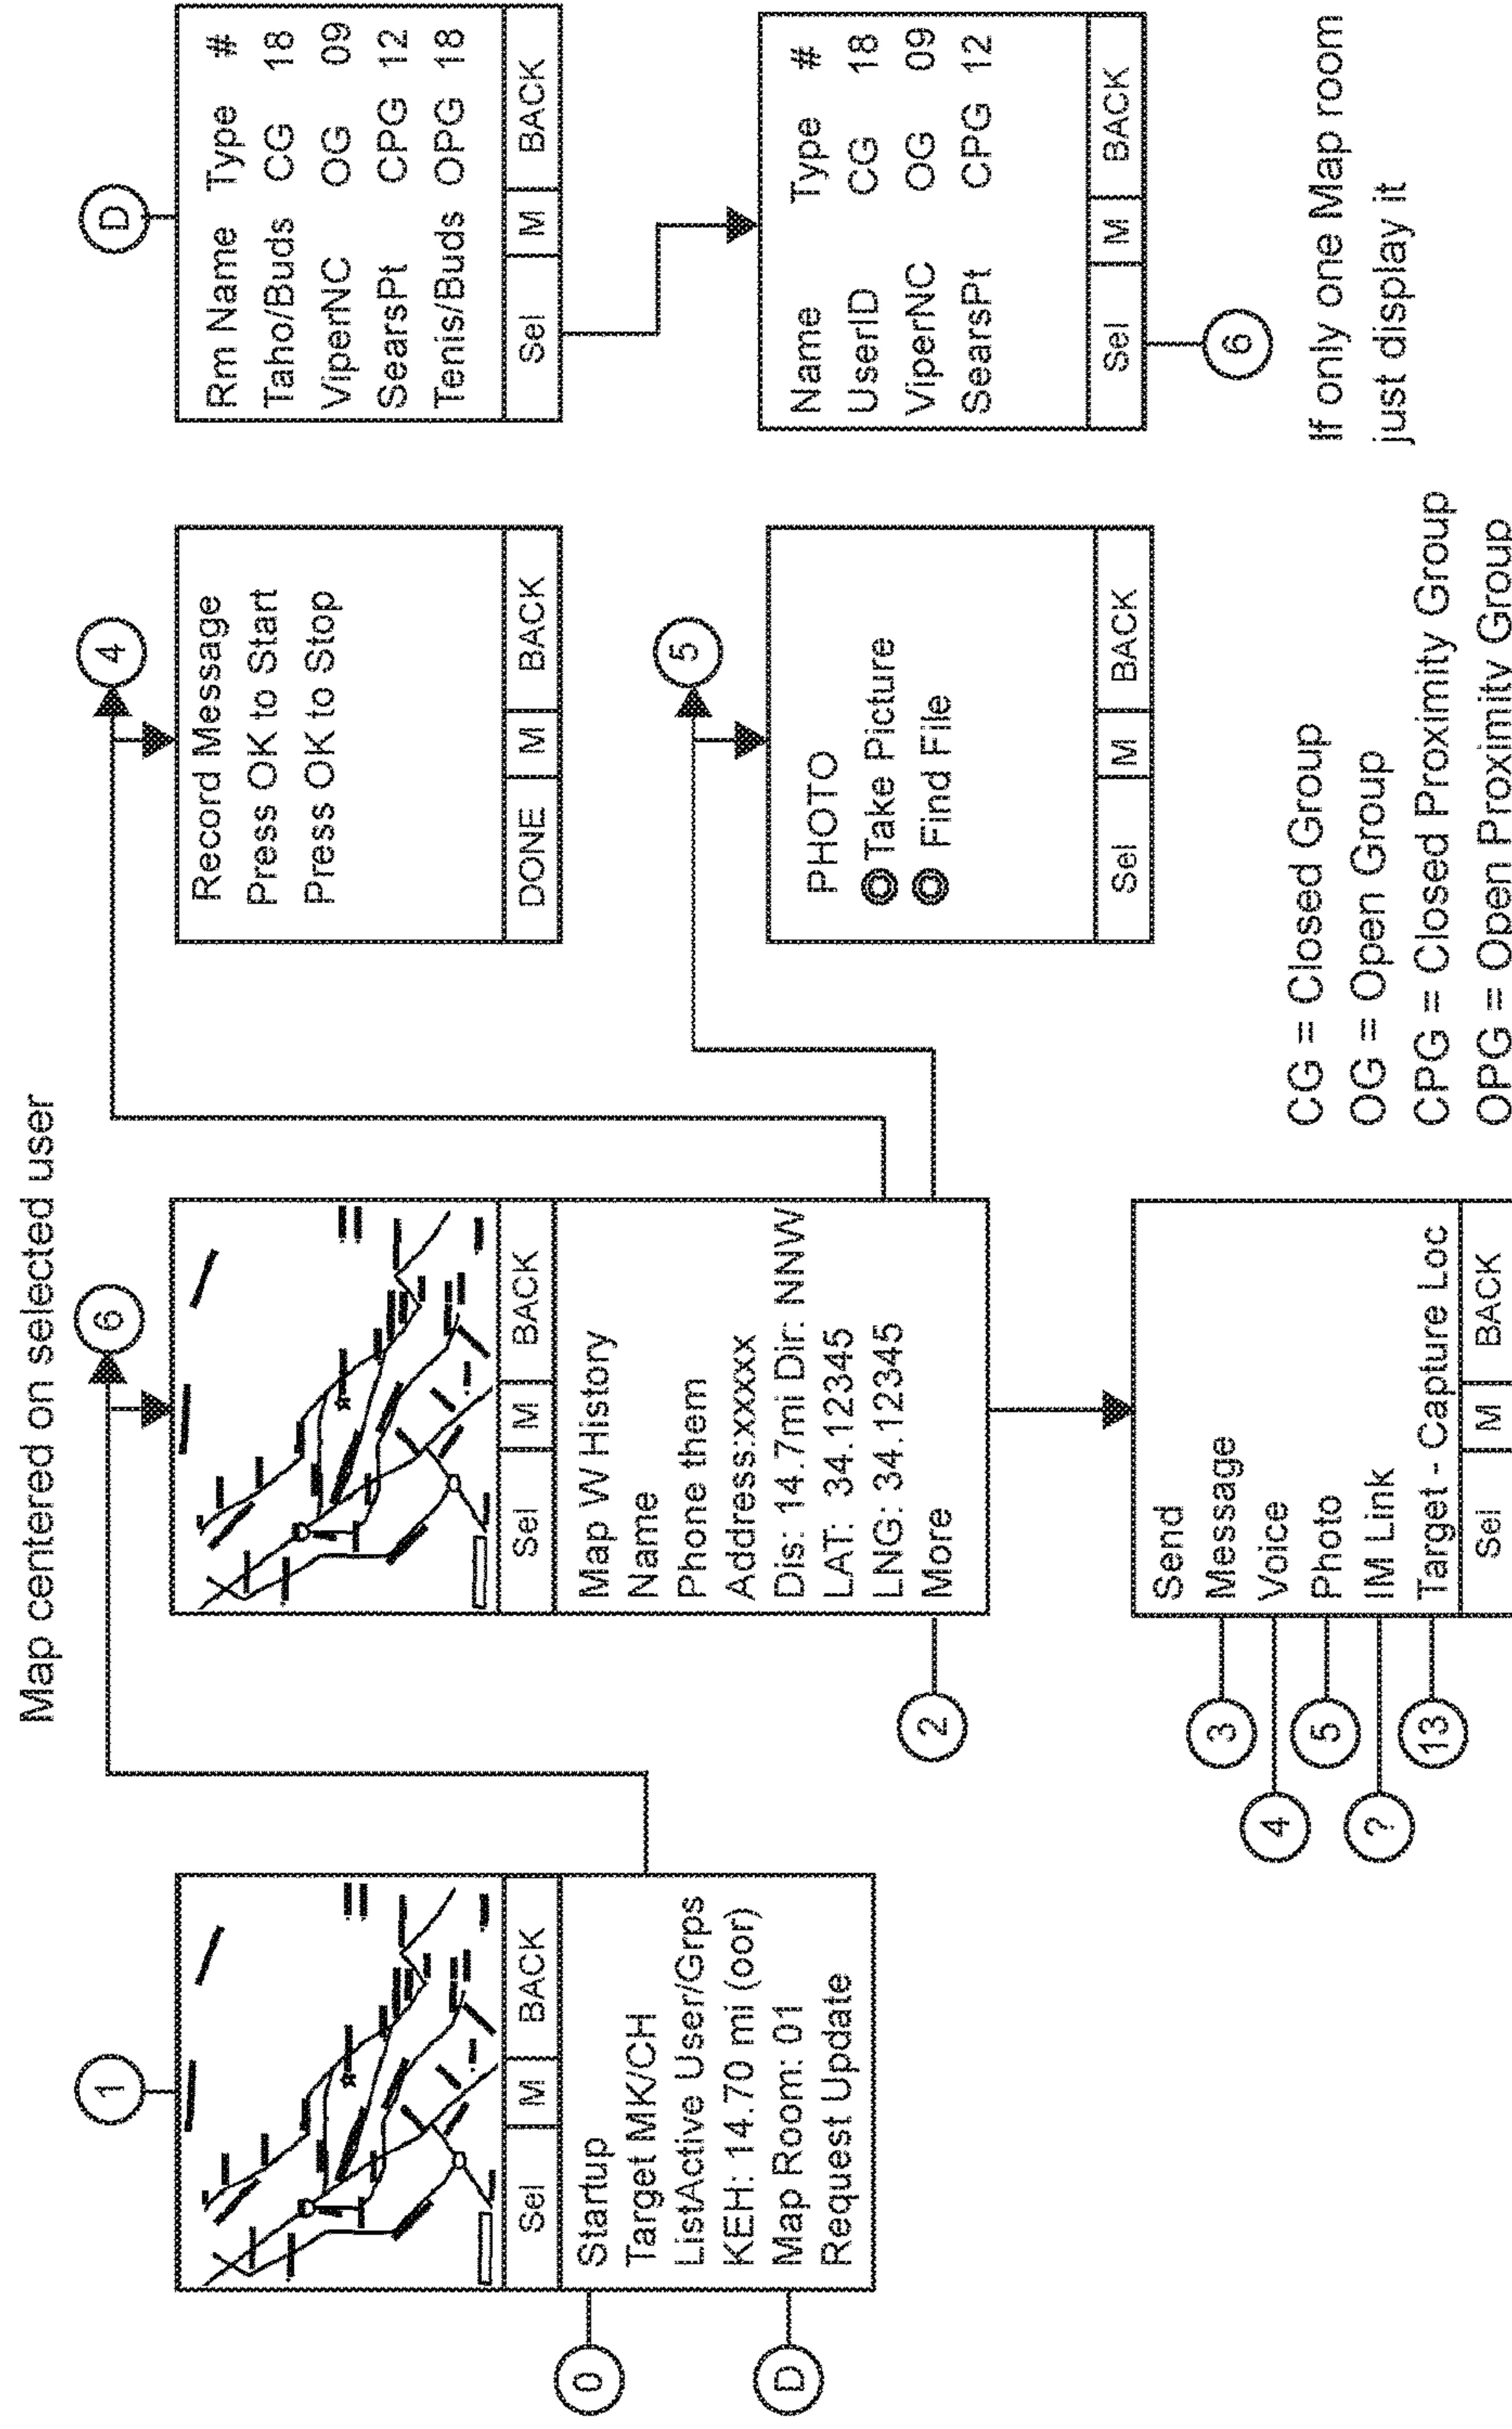 Map centered on selected user
1
Sel M BACK
Startup
Target MK/CH
ListActive User/Grps
KEH: 14.70 mi (oor)
Map Room: 01
Request Update
0
D
6
Sel M BACK
Map W History
Name
Phone them
Address:xxxxx
Dis: 14.7mi Dir: NNW
LAT: 34.12345
LNG: 34.12345
More
2
Send
Message
Voice
Photo
IM Link
Target - Capture Loc
Sel M BACK
3
4
5
?
13
4
Record Message
Press OK to Start
Press OK to Stop
DONE M BACK
5
PHOTO
Take Picture
Find File
Sel M BACK
CG = Closed Group
OG = Open Group
CPG = Closed Proximity Group
OPG = Open Proximity Group
D
Rm Name Type #
Taho/Buds CG 18
ViperNC OG 09
SearsPt CPG 12
Tenis/Buds OPG 18
Sel M BACK
Name Type #
UserID CG 18
ViperNC OG 09
SearsPt CPG 12
Sel M BACK
6
If only one Map room
just display it